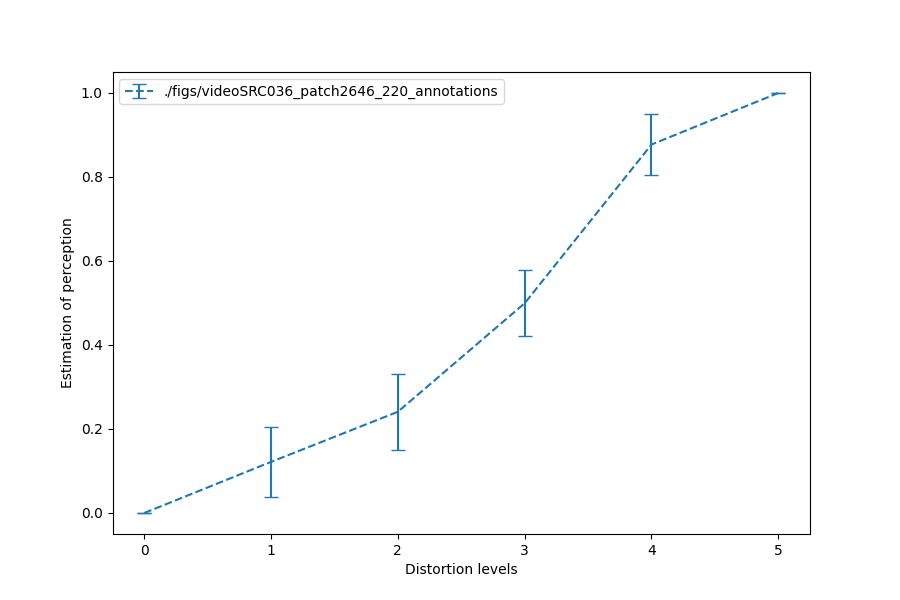 ./figs/videoSRC036_patch2646_220_annotations
1.0
0.8
0.6
0.4
0.2
0.0
Estimation of perception
0 1 2 3 4 5
Distortion levels